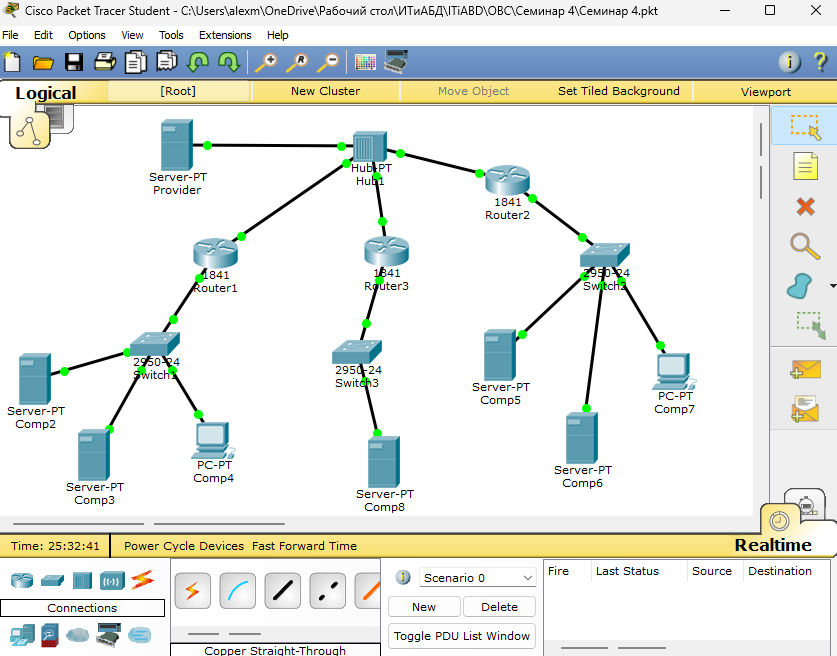 Cisco Packet Tracer Student - C:\Users\alexm\OneDrive\Рабочий стол\ИТиАБД\ITiABD\ОВС\Семинар 4\Семинар 4.pkt
File Edit Options View Tools Extensions Help
Logical [Root] New Cluster Move Object Set Tiled Background Viewport
Server-PT
Provider
Hub-PT
Hub1
1841
Router2
1841
Router1
1841
Router3
2950-24
Switch2
2950-24
Switch1
2950-24
Switch3
Server-PT
Comp2
Server-PT
Comp3
PC-PT
Comp4
Server-PT
Comp8
Server-PT
Comp5
Server-PT
Comp6
PC-PT
Comp7
Time: 25:32:41 Power Cycle Devices Fast Forward Time Realtime
Connections
Copper Straight-Through
Scenario 0
New Delete
Toggle PDU List Window
Fire Last Status Source Destination